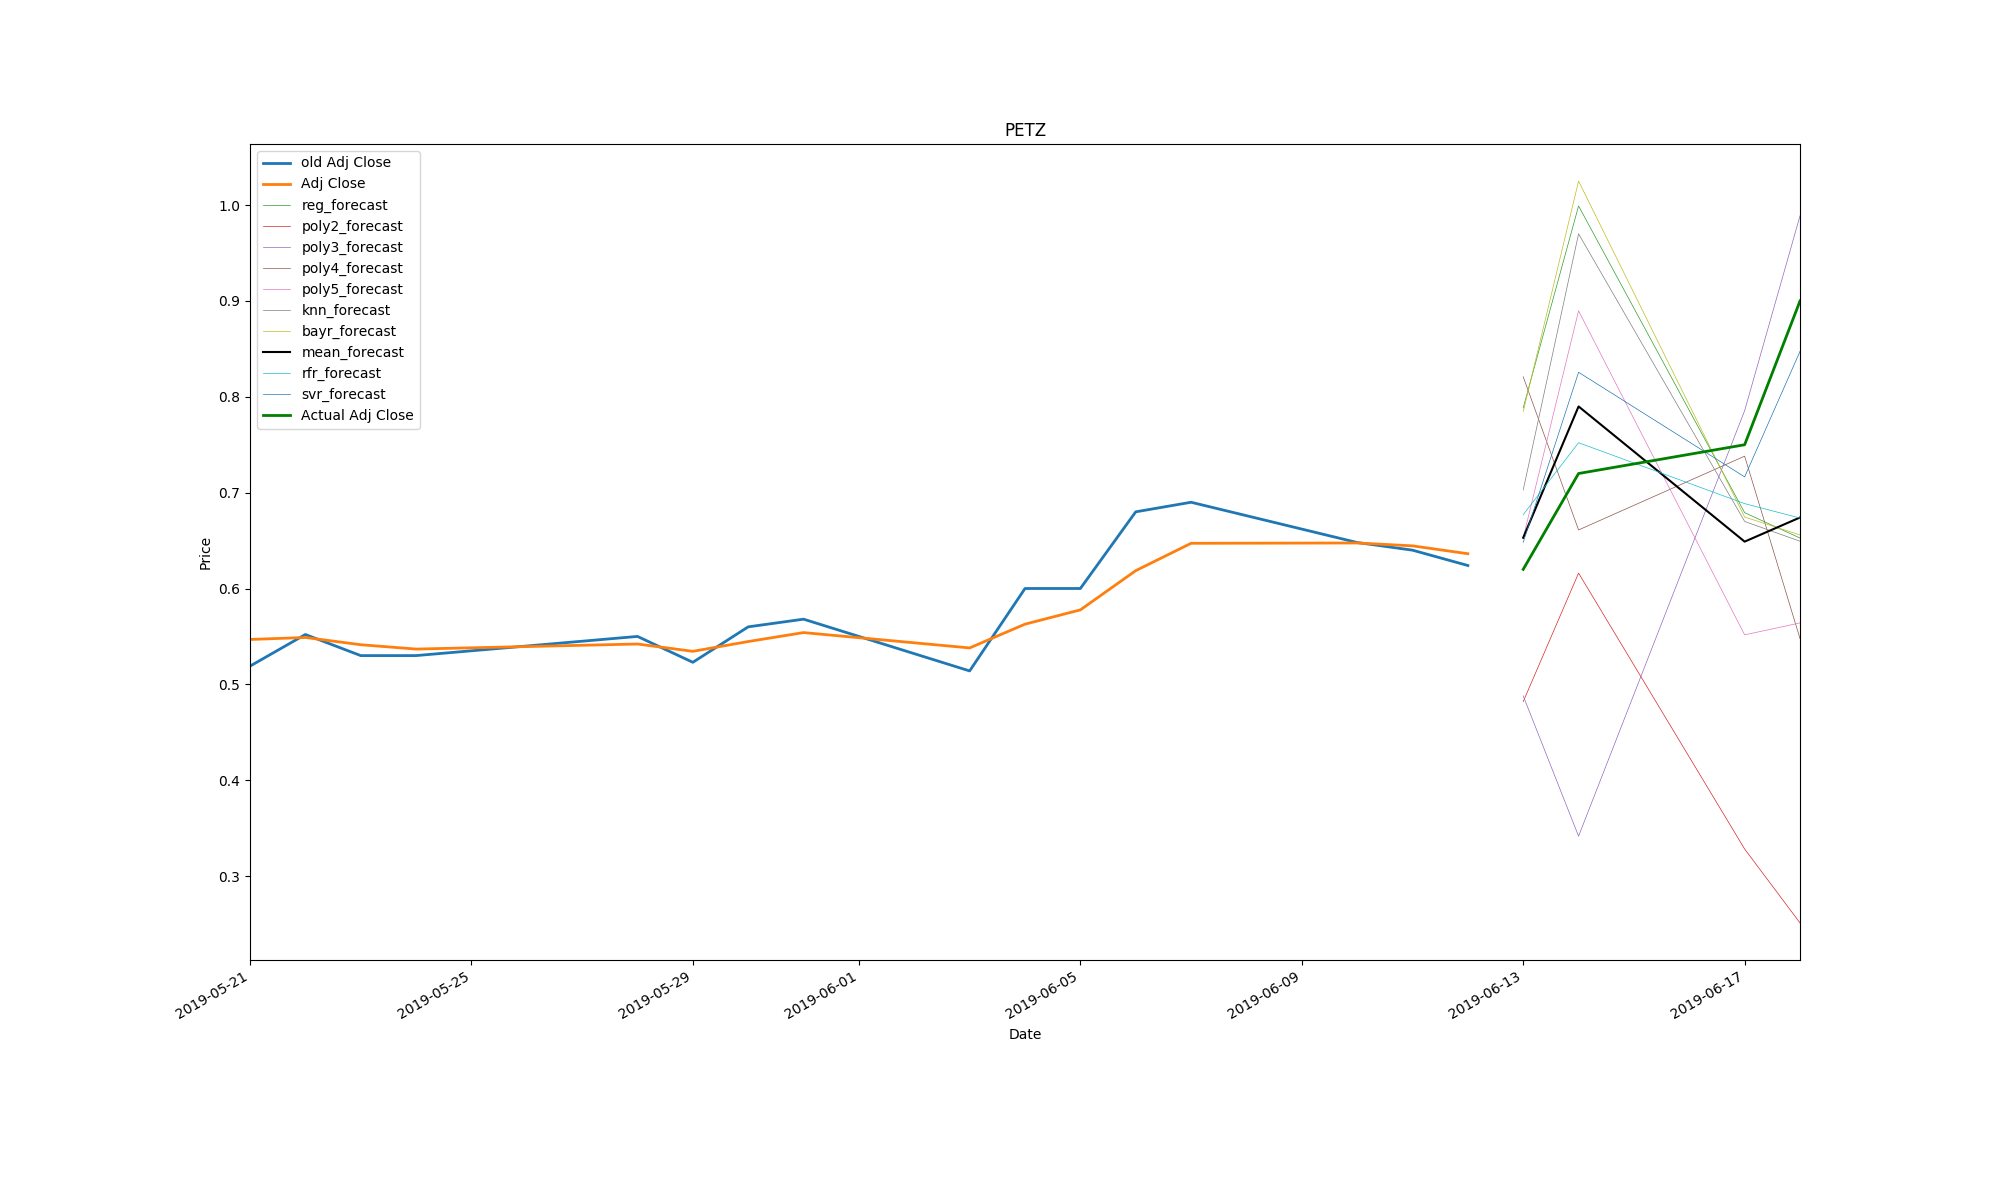 PETZ
old Adj Close
Adj Close
reg_forecast
poly2_forecast
poly3_forecast
poly4_forecast
poly5_forecast
knn_forecast
bayr_forecast
mean_forecast
rfr_forecast
svr_forecast
Actual Adj Close
1.0
0.9
0.8
0.7
0.6
0.5
0.4
0.3
Price
2019-05-21
2019-05-25
2019-05-29
2019-06-01
2019-06-05
2019-06-09
2019-06-13
2019-06-17
Date